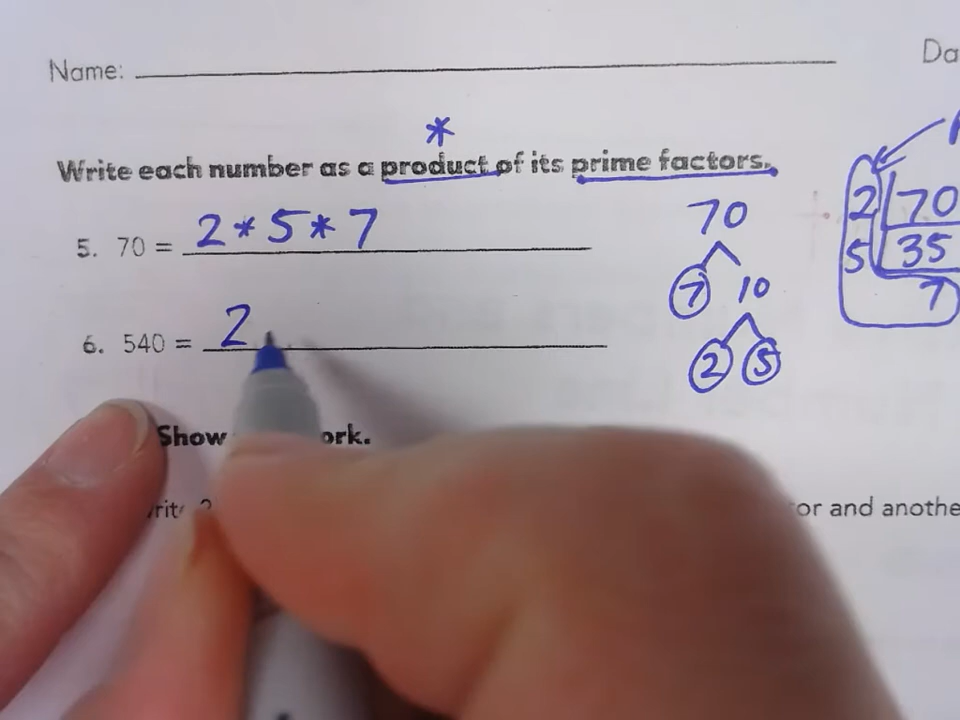 Name:
Da
*
Write each number as a product of its prime factors.
5. 70 = 2 * 5 * 7
6. 540 = 2
70
7 10
2 5
2 70
5 35
7
Show ork.
or and anothe